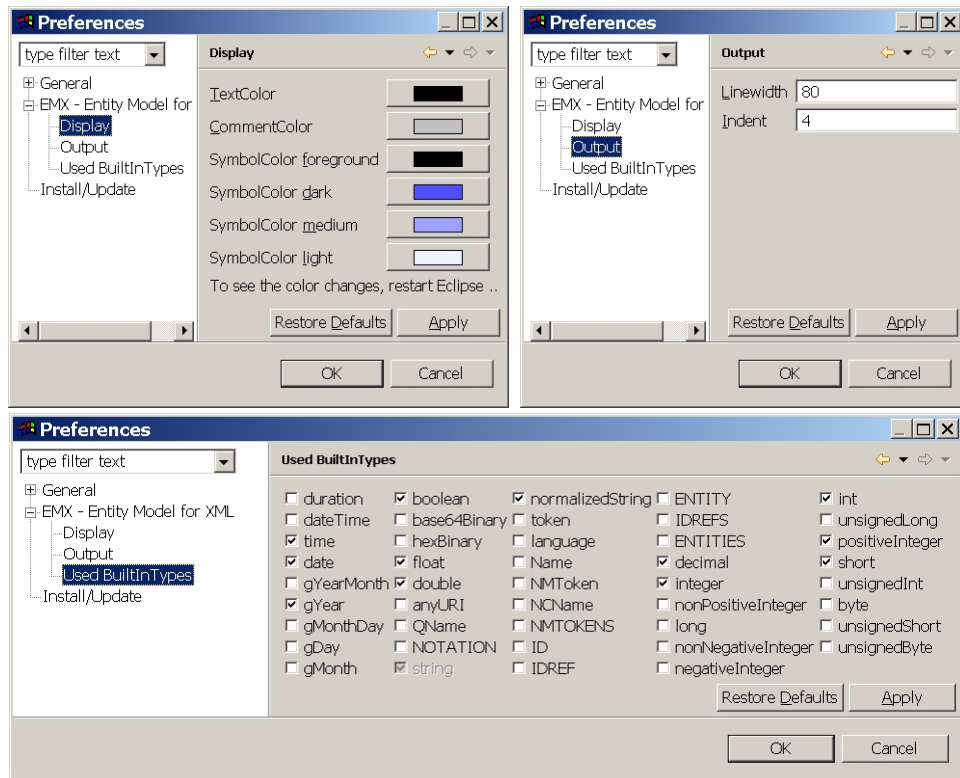 Preferences
type filter text
General
EMX - Entity Model for
Display
Output
Used BuiltInTypes
Install/Update
Display
TextColor
CommentColor
SymbolColor foreground
SymbolColor dark
SymbolColor medium
SymbolColor light
To see the color changes, restart Eclipse ..
Restore Defaults Apply
OK Cancel
Preferences
type filter text
General
EMX - Entity Model for
Display
Output
Used BuiltInTypes
Install/Update
Output
Linewidth 80
Indent 4
Restore Defaults Apply
OK Cancel
Preferences
type filter text
General
EMX - Entity Model for XML
Display
Output
Used BuiltInTypes
Install/Update
Used BuiltInTypes
duration boolean normalizedString ENTITY int
dateTime base64Binary token IDREFS unsignedLong
time hexBinary language ENTITIES positiveInteger
date float Name decimal short
gYearMonth double NMToken integer unsignedInt
gYear anyURI NCName nonPositiveInteger byte
gMonthDay QName NMTOKENS long unsignedShort
gDay NOTATION ID nonNegativeInteger unsignedByte
gMonth string IDREF negativeInteger
Restore Defaults Apply
OK Cancel